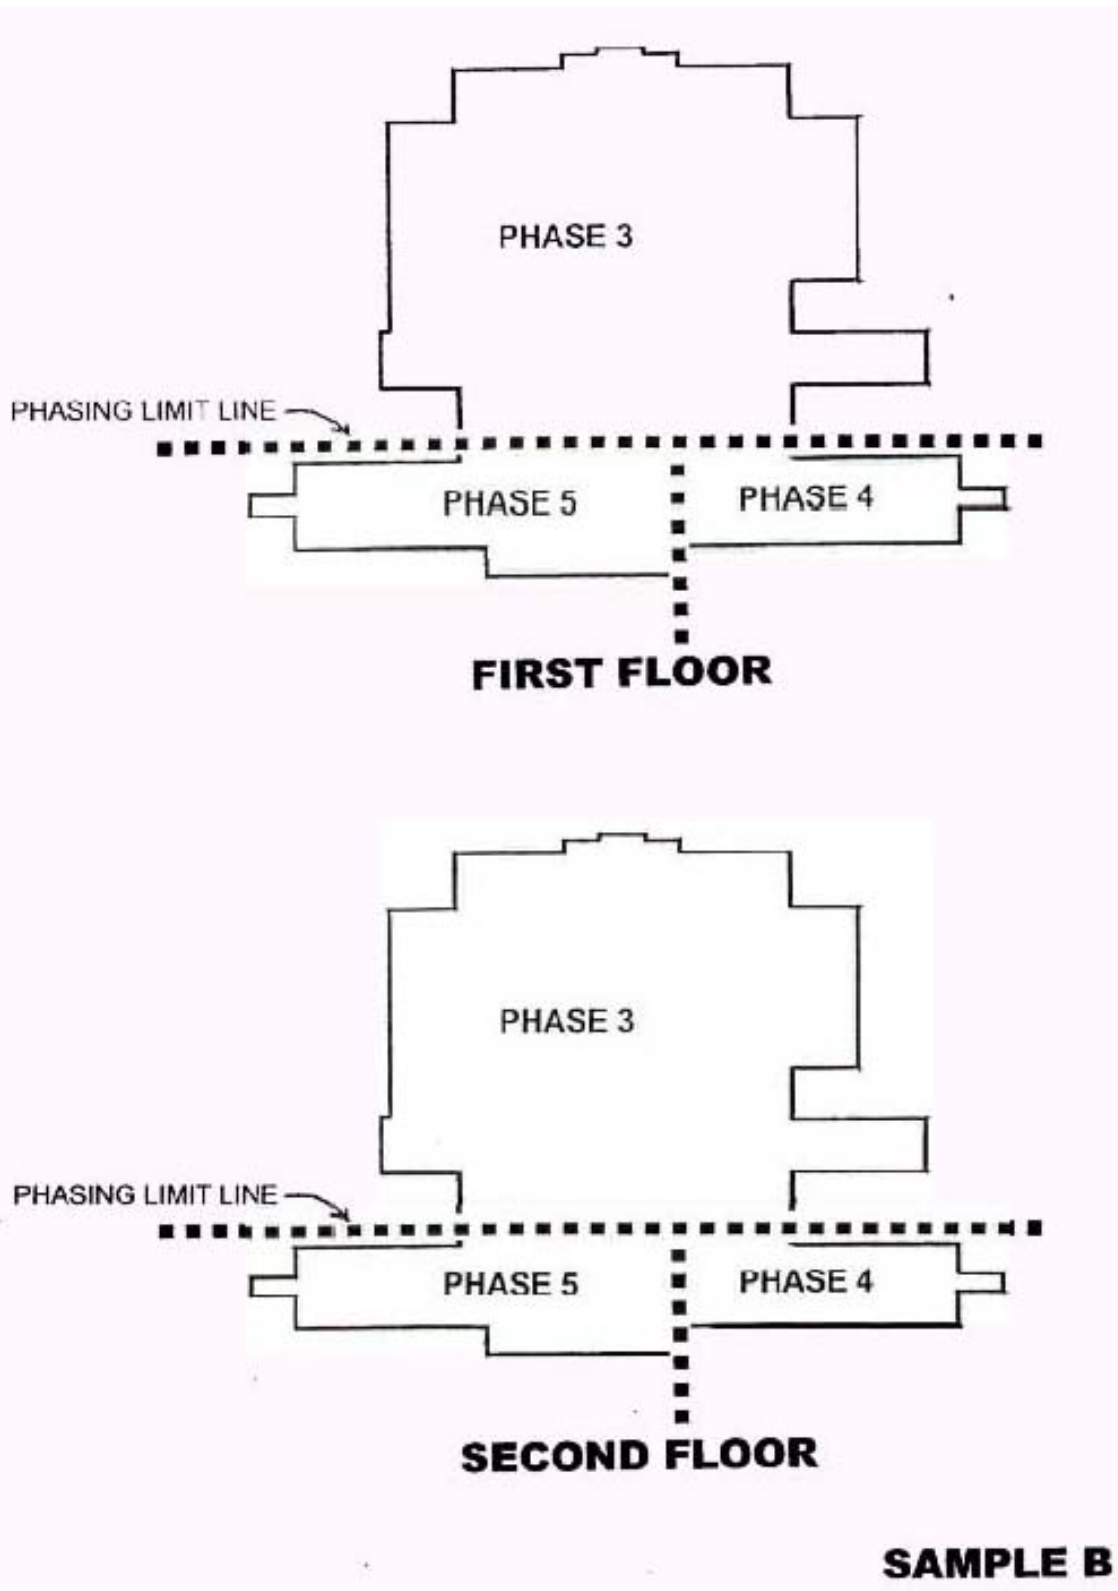 PHASE 3
PHASING LIMIT LINE
PHASE 5
PHASE 4
FIRST FLOOR
PHASE 3
PHASING LIMIT LINE
PHASE 5
PHASE 4
SECOND FLOOR
SAMPLE B